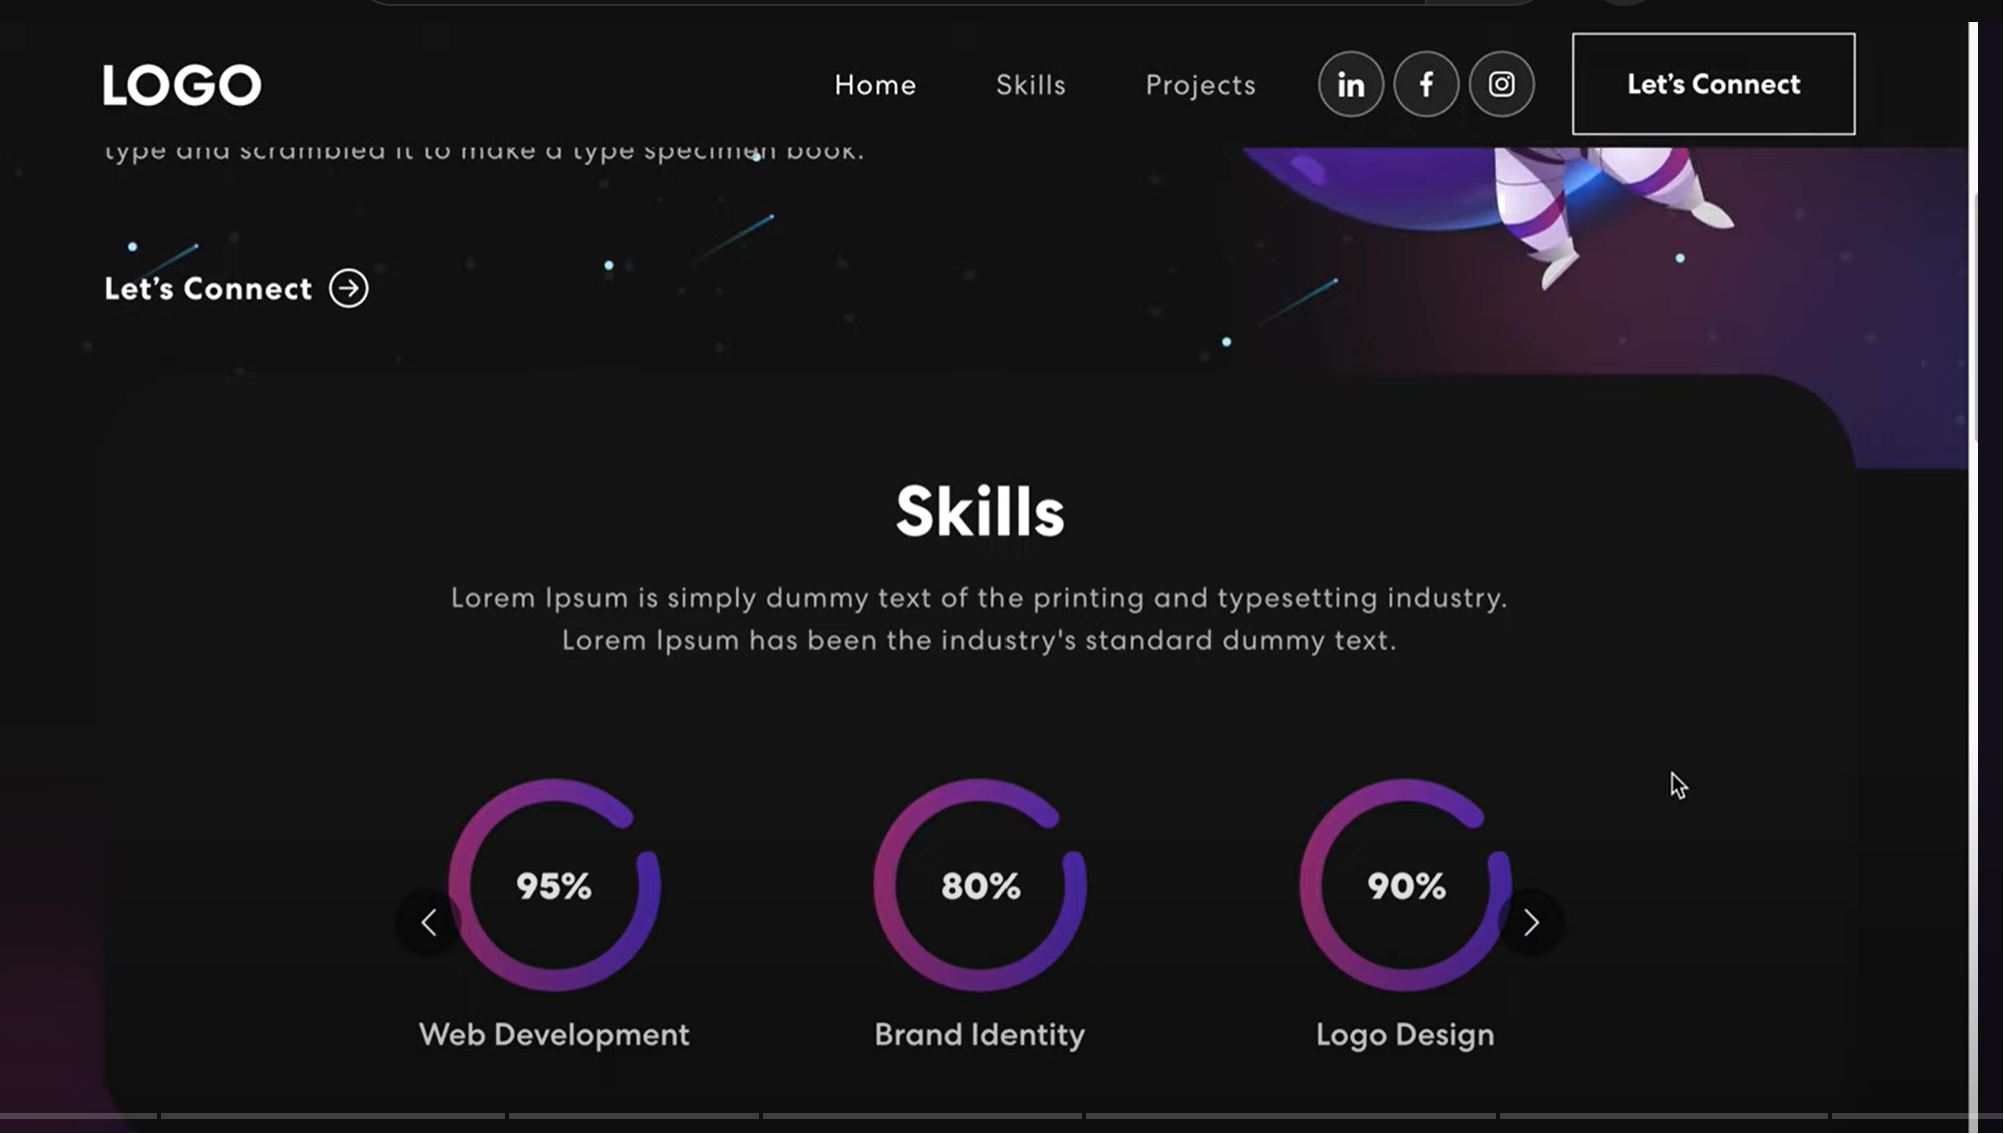 LOGO
Home
Skills
Projects
in
f
Let's Connect
type and scrambled it to make a type specimen book.
Let's Connect
Skills
Lorem Ipsum is simply dummy text of the printing and typesetting industry.
Lorem Ipsum has been the industry's standard dummy text.
95%
80%
90%
Web Development
Brand Identity
Logo Design